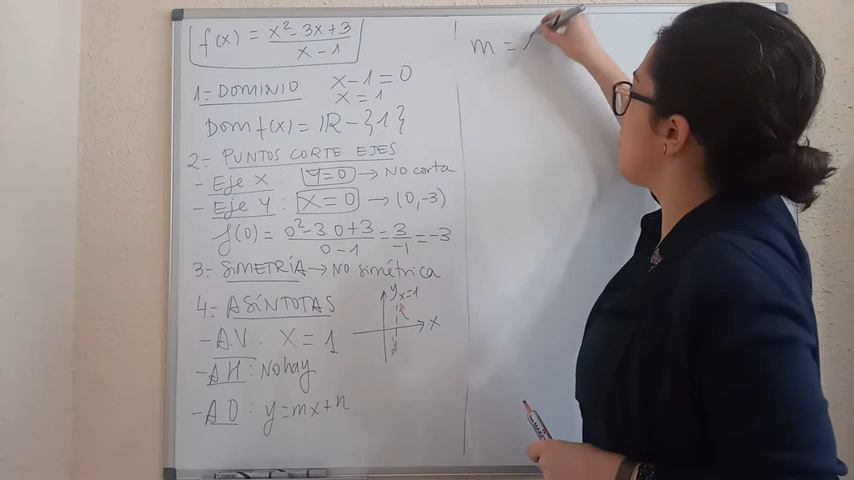 f(x) = x² - 3x + 3 / x - 1
1= DOMINIO x - 1 = 0
x = 1
Dom f(x) = IR - {1}
2= PUNTOS CORTE EJES
- Eje X : Y=0 → No corta
- Eje Y : X=0 → (0,-3)
f(0) = 0² - 3·0 + 3 / 0 - 1 = 3 / -1 = -3
3= SIMETRÍA → No simétrica
4= ASÍNTOTAS
y x=1
x
- A.V. X = 1
- A H : No hay
- A O : y = mx + n
m =